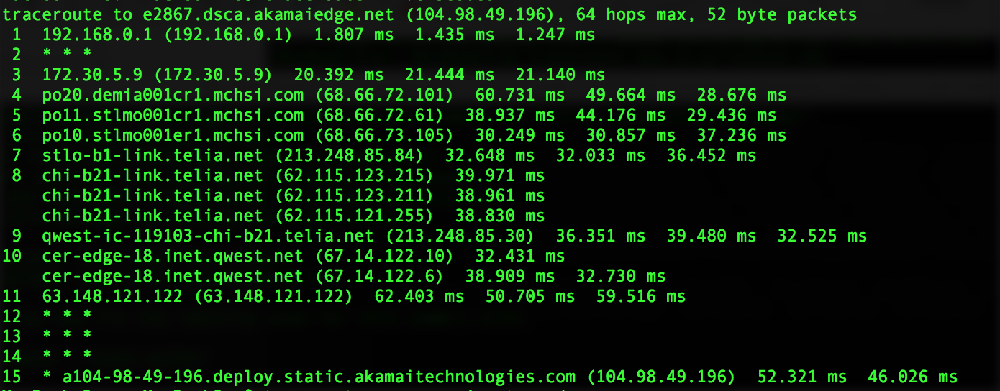 traceroute to e2867.dsca.akamaiedge.net (104.98.49.196), 64 hops max, 52 byte packets
1 192.168.0.1 (192.168.0.1) 1.807 ms 1.435 ms 1.247 ms
2 * * *
3 172.30.5.9 (172.30.5.9) 20.392 ms 21.444 ms 21.140 ms
4 po20.demia001cr1.mchsi.com (68.66.72.101) 60.731 ms 49.664 ms 28.676 ms
5 po11.stlmo001cr1.mchsi.com (68.66.72.61) 38.937 ms 44.176 ms 29.436 ms
6 po10.stlmo001er1.mchsi.com (68.66.73.105) 30.249 ms 30.857 ms 37.236 ms
7 stlo-b1-link.telia.net (213.248.85.84) 32.648 ms 32.033 ms 36.452 ms
8 chi-b21-link.telia.net (62.115.123.215) 39.971 ms
chi-b21-link.telia.net (62.115.123.211) 38.961 ms
chi-b21-link.telia.net (62.115.121.255) 38.830 ms
9 qwest-ic-119103-chi-b21.telia.net (213.248.85.30) 36.351 ms 39.480 ms 32.525 ms
10 cer-edge-18.inet.qwest.net (67.14.122.10) 32.431 ms
cer-edge-18.inet.qwest.net (67.14.122.6) 38.909 ms 32.730 ms
11 63.148.121.122 (63.148.121.122) 62.403 ms 50.705 ms 59.516 ms
12 * * *
13 * * *
14 * * *
15 * a104-98-49-196.deploy.static.akamaitechnologies.com (104.98.49.196) 52.321 ms 46.026 ms